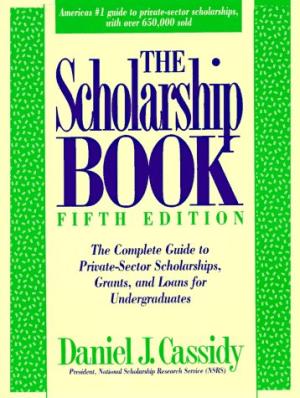 Americas #1 guide to private-sector scholarships,
with over 650,000 sold
THE
Scholarship
BOOK
FIFTH EDITION
The Complete Guide to
Private-Sector Scholarships,
Grants, and Loans for
Undergraduates
Daniel J. Cassidy
President, National Scholarship Research Service (NSRS)